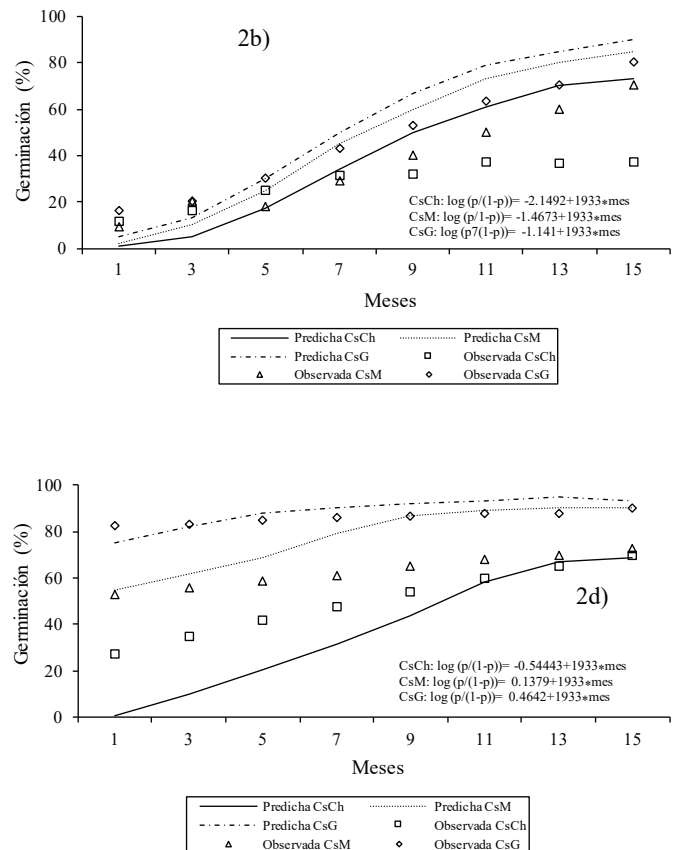 100
2b)
80
60
40
20
0
Germinación (%)
CsCh: log (p/(1-p))= -2.1492+1933*mes
CsM: log (p/1-p))= -1.4673+1933*mes
CsG: log (p7(1-p))= -1.141+1933*mes
1 3 5 7 9 11 13 15
Meses
Predicha CsCh Predicha CsM
Predicha CsG Observada CsCh
Observada CsM Observada CsG
100
80
60
40
20
0
Germinación (%)
2d)
CsCh: log (p/(1-p))= -0.54443+1933*mes
CsM: log (p/(1-p))= 0.1379+1933*mes
CsG: log (p/(1-p))= 0.4642+1933*mes
1 3 5 7 9 11 13 15
Meses
Predicha CsCh Predicha CsM
Predicha CsG Observada CsCh
Observada CsM Observada CsG